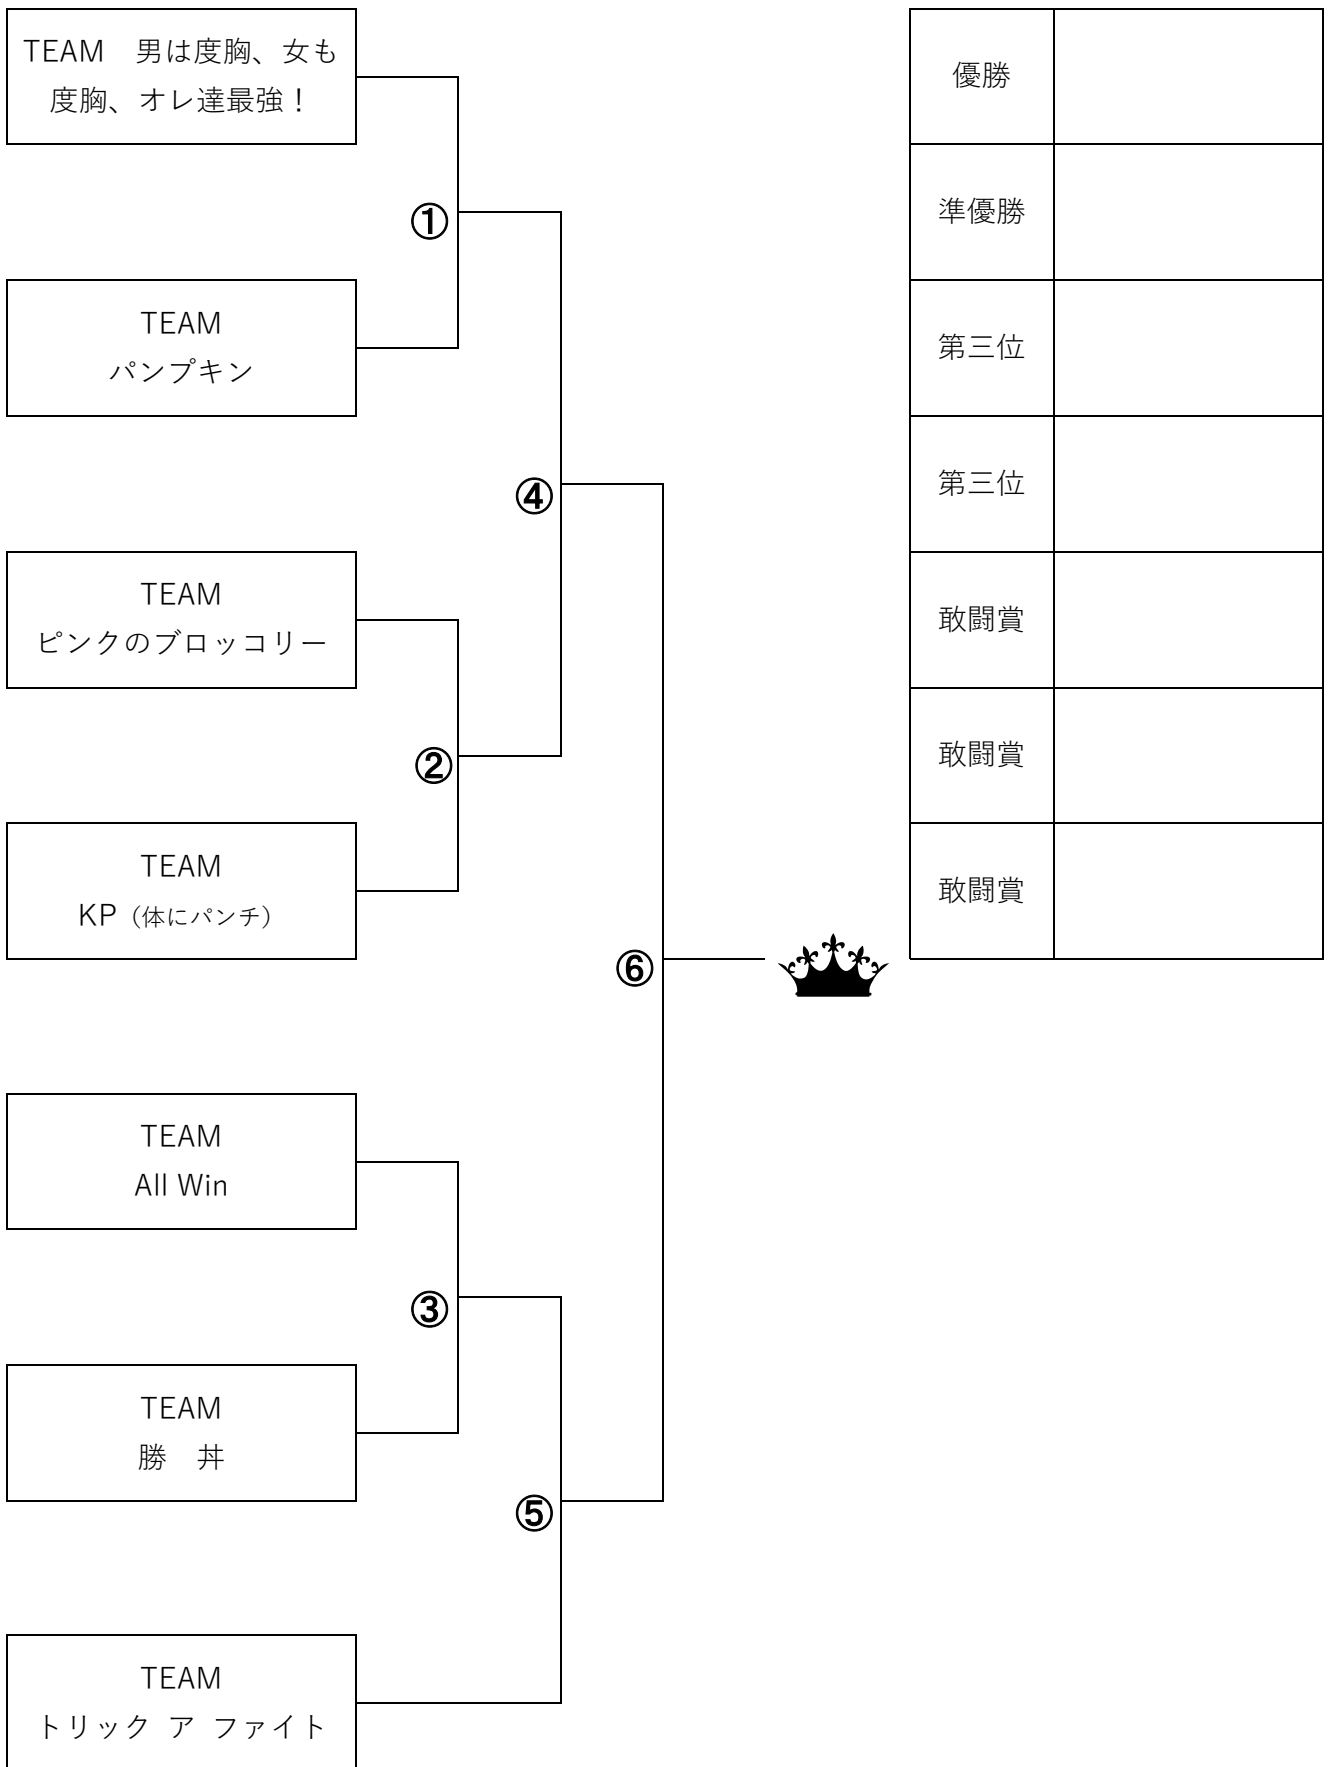 TEAM　男は度胸、女も
度胸、オレ達最強！
①
TEAM
パンプキン
④
TEAM
ピンクのブロッコリー
②
TEAM
KP（体にパンチ）
⑥
TEAM
All Win
③
TEAM
勝　丼
⑤
TEAM
トリック ア ファイト
優勝
準優勝
第三位
第三位
敢闘賞
敢闘賞
敢闘賞